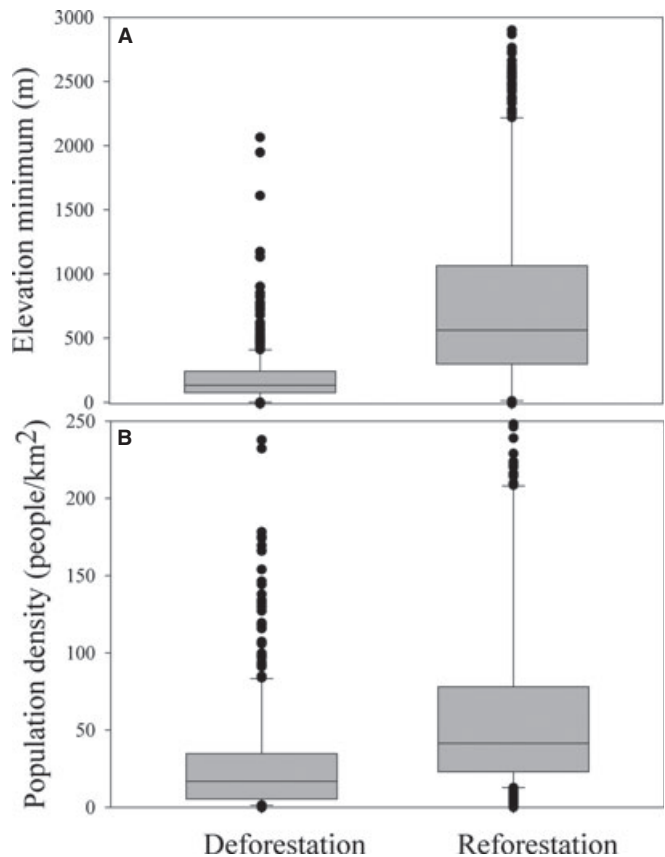 A
Elevation minimum (m)
3000
2500
2000
1500
1000
500
0
B
Population density (people/km2)
250
200
150
100
50
0
Deforestation
Reforestation